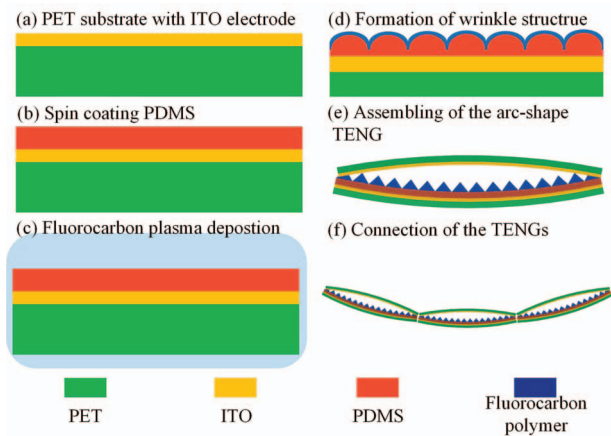 (a) PET substrate with ITO electrode
(b) Spin coating PDMS
(c) Fluorocarbon plasma depostion
(d) Formation of wrinkle structrue
(e) Assembling of the arc-shape
TENG
(f) Connection of the TENGs
PET
ITO
PDMS
Fluorocarbon
polymer